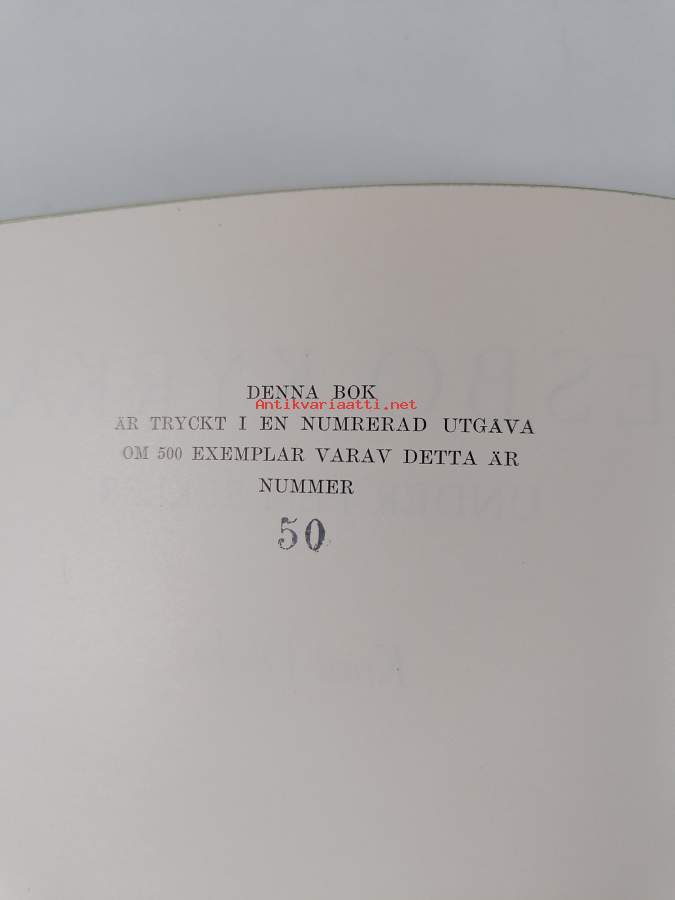 DENNA BOK
Antikvariaatti.net
ÄR TRYCKT I EN NUMRERAD UTGÅVA
OM 500 EXEMPLAR VARAV DETTA ÄR
NUMMER
50